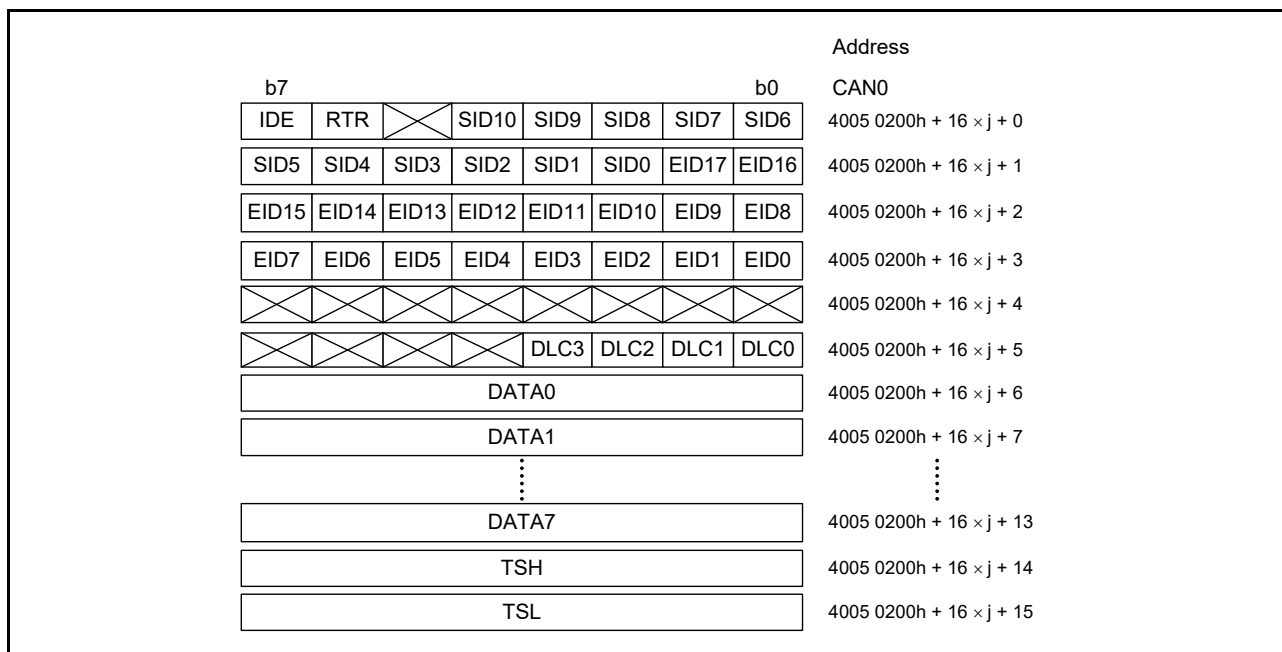 Address
b7 b0 CAN0
IDE RTR SID10 SID9 SID8 SID7 SID6 4005 0200h + 16 × j + 0
SID5 SID4 SID3 SID2 SID1 SID0 EID17 EID16 4005 0200h + 16 × j + 1
EID15 EID14 EID13 EID12 EID11 EID10 EID9 EID8 4005 0200h + 16 × j + 2
EID7 EID6 EID5 EID4 EID3 EID2 EID1 EID0 4005 0200h + 16 × j + 3
4005 0200h + 16 × j + 4
DLC3 DLC2 DLC1 DLC0 4005 0200h + 16 × j + 5
DATA0 4005 0200h + 16 × j + 6
DATA1 4005 0200h + 16 × j + 7
DATA7 4005 0200h + 16 × j + 13
TSH 4005 0200h + 16 × j + 14
TSL 4005 0200h + 16 × j + 15